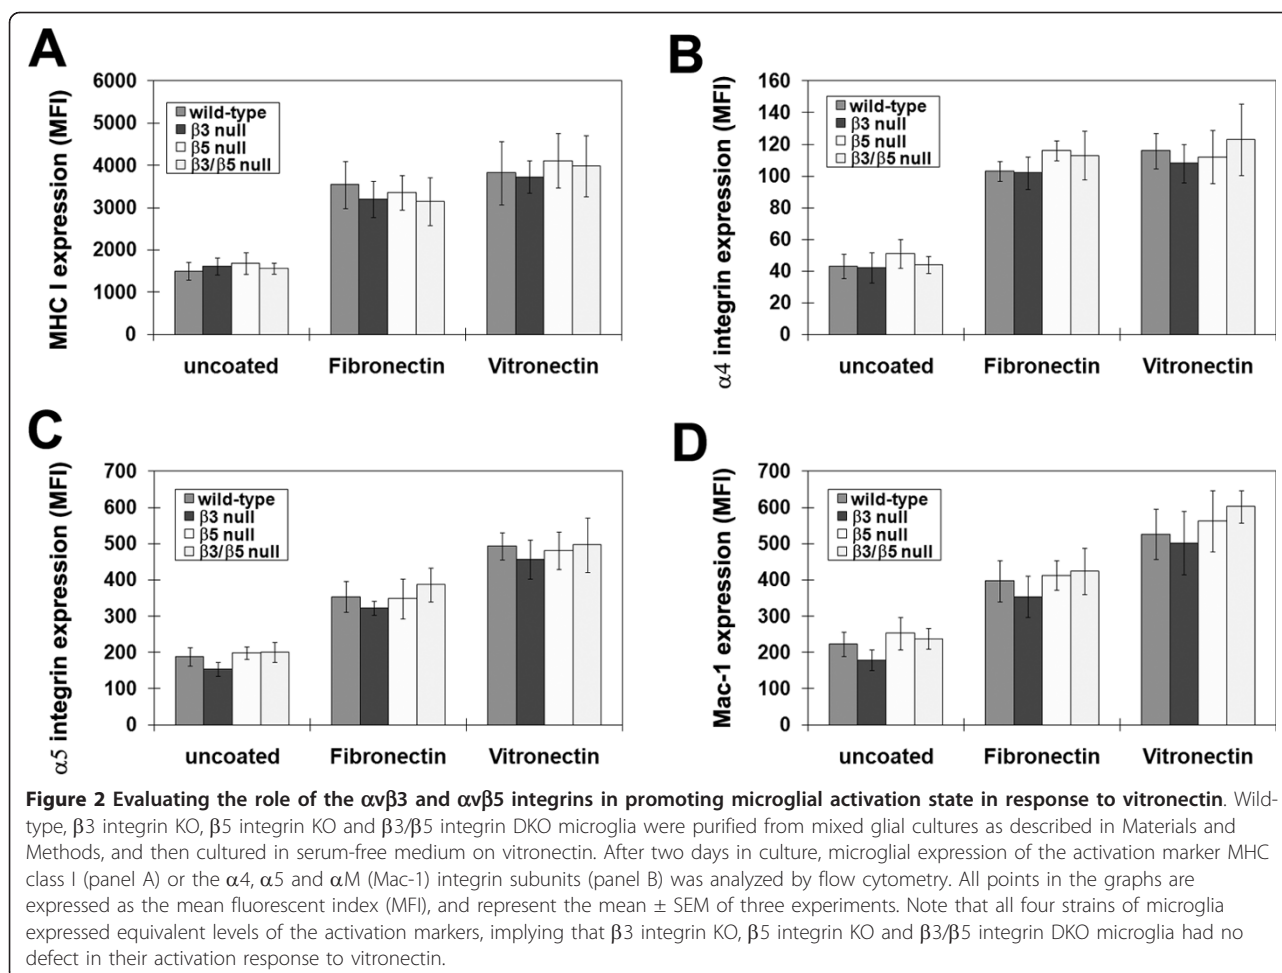 A
MHC I expression (MFI)
6000
5000
4000
3000
2000
1000
0
wild-type
β3 null
β5 null
β3/β5 null
uncoated Fibronectin Vitronectin
B
α4 integrin expression (MFI)
160
140
120
100
80
60
40
20
0
wild-type
β3 null
β5 null
β3/β5 null
uncoated Fibronectin Vitronectin
C
α5 integrin expression (MFI)
700
600
500
400
300
200
100
0
wild-type
β3 null
β5 null
β3/β5 null
uncoated Fibronectin Vitronectin
D
Mac-1 expression (MFI)
700
600
500
400
300
200
100
0
wild-type
β3 null
β5 null
β3/β5 null
uncoated Fibronectin Vitronectin
Figure 2 Evaluating the role of the αvβ3 and αvβ5 integrins in promoting microglial activation state in response to vitronectin. Wild-
type, β3 integrin KO, β5 integrin KO and β3/β5 integrin DKO microglia were purified from mixed glial cultures as described in Materials and
Methods, and then cultured in serum-free medium on vitronectin. After two days in culture, microglial expression of the activation marker MHC
class I (panel A) or the α4, α5 and αM (Mac-1) integrin subunits (panel B) was analyzed by flow cytometry. All points in the graphs are
expressed as the mean fluorescent index (MFI), and represent the mean ± SEM of three experiments. Note that all four strains of microglia
expressed equivalent levels of the activation markers, implying that β3 integrin KO, β5 integrin KO and β3/β5 integrin DKO microglia had no
defect in their activation response to vitronectin.